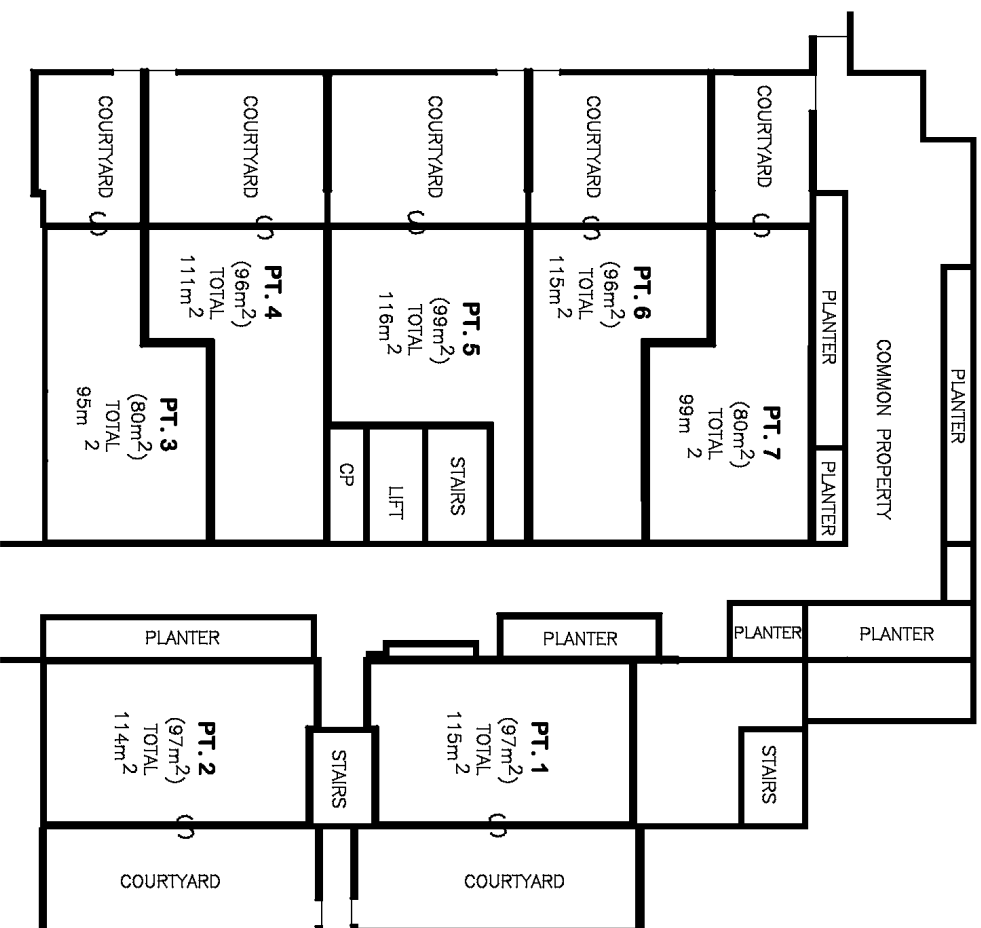 COURTYARD
COURTYARD
COURTYARD
COURTYARD
COURTYARD
PT. 4
(96m²)
TOTAL
111m²
PT. 5
(99m²)
TOTAL
116m²
PT. 6
(96m²)
TOTAL
115m²
PLANTER
COMMON PROPERTY
PLANTER
PT. 3
(80m²)
TOTAL
95m²
PT. 7
(80m²)
TOTAL
99m²
CP
LIFT
STAIRS
PLANTER
PLANTER
PLANTER
PLANTER
PLANTER
PT. 2
(97m²)
TOTAL
114m²
STAIRS
PT. 1
(97m²)
TOTAL
115m²
STAIRS
COURTYARD
COURTYARD